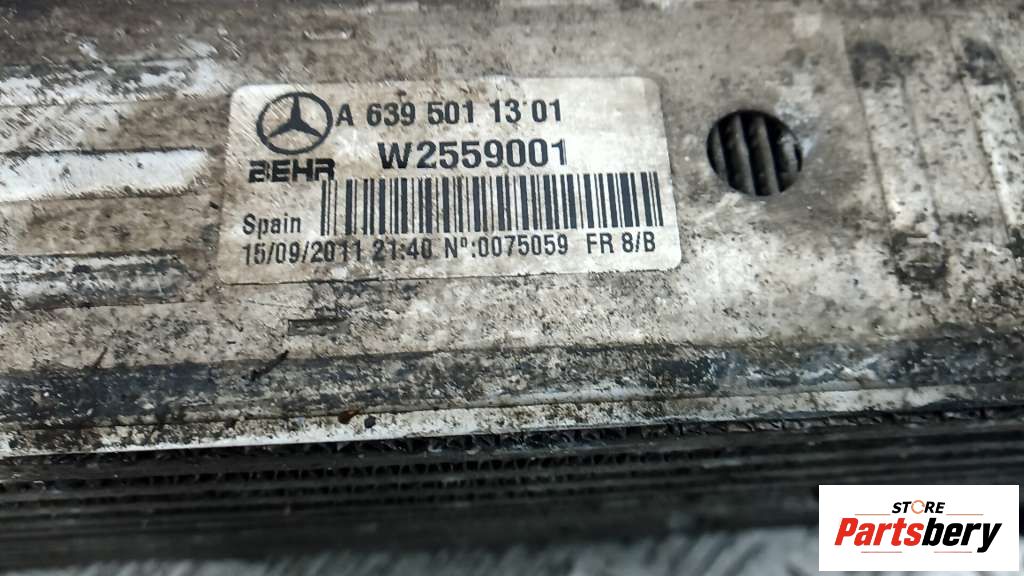 A 639 501 13 01
W2559001
BEHR
Spain
15/09/2011 21:40 Nº:0075059 FR 8/B
STORE
Partsbery